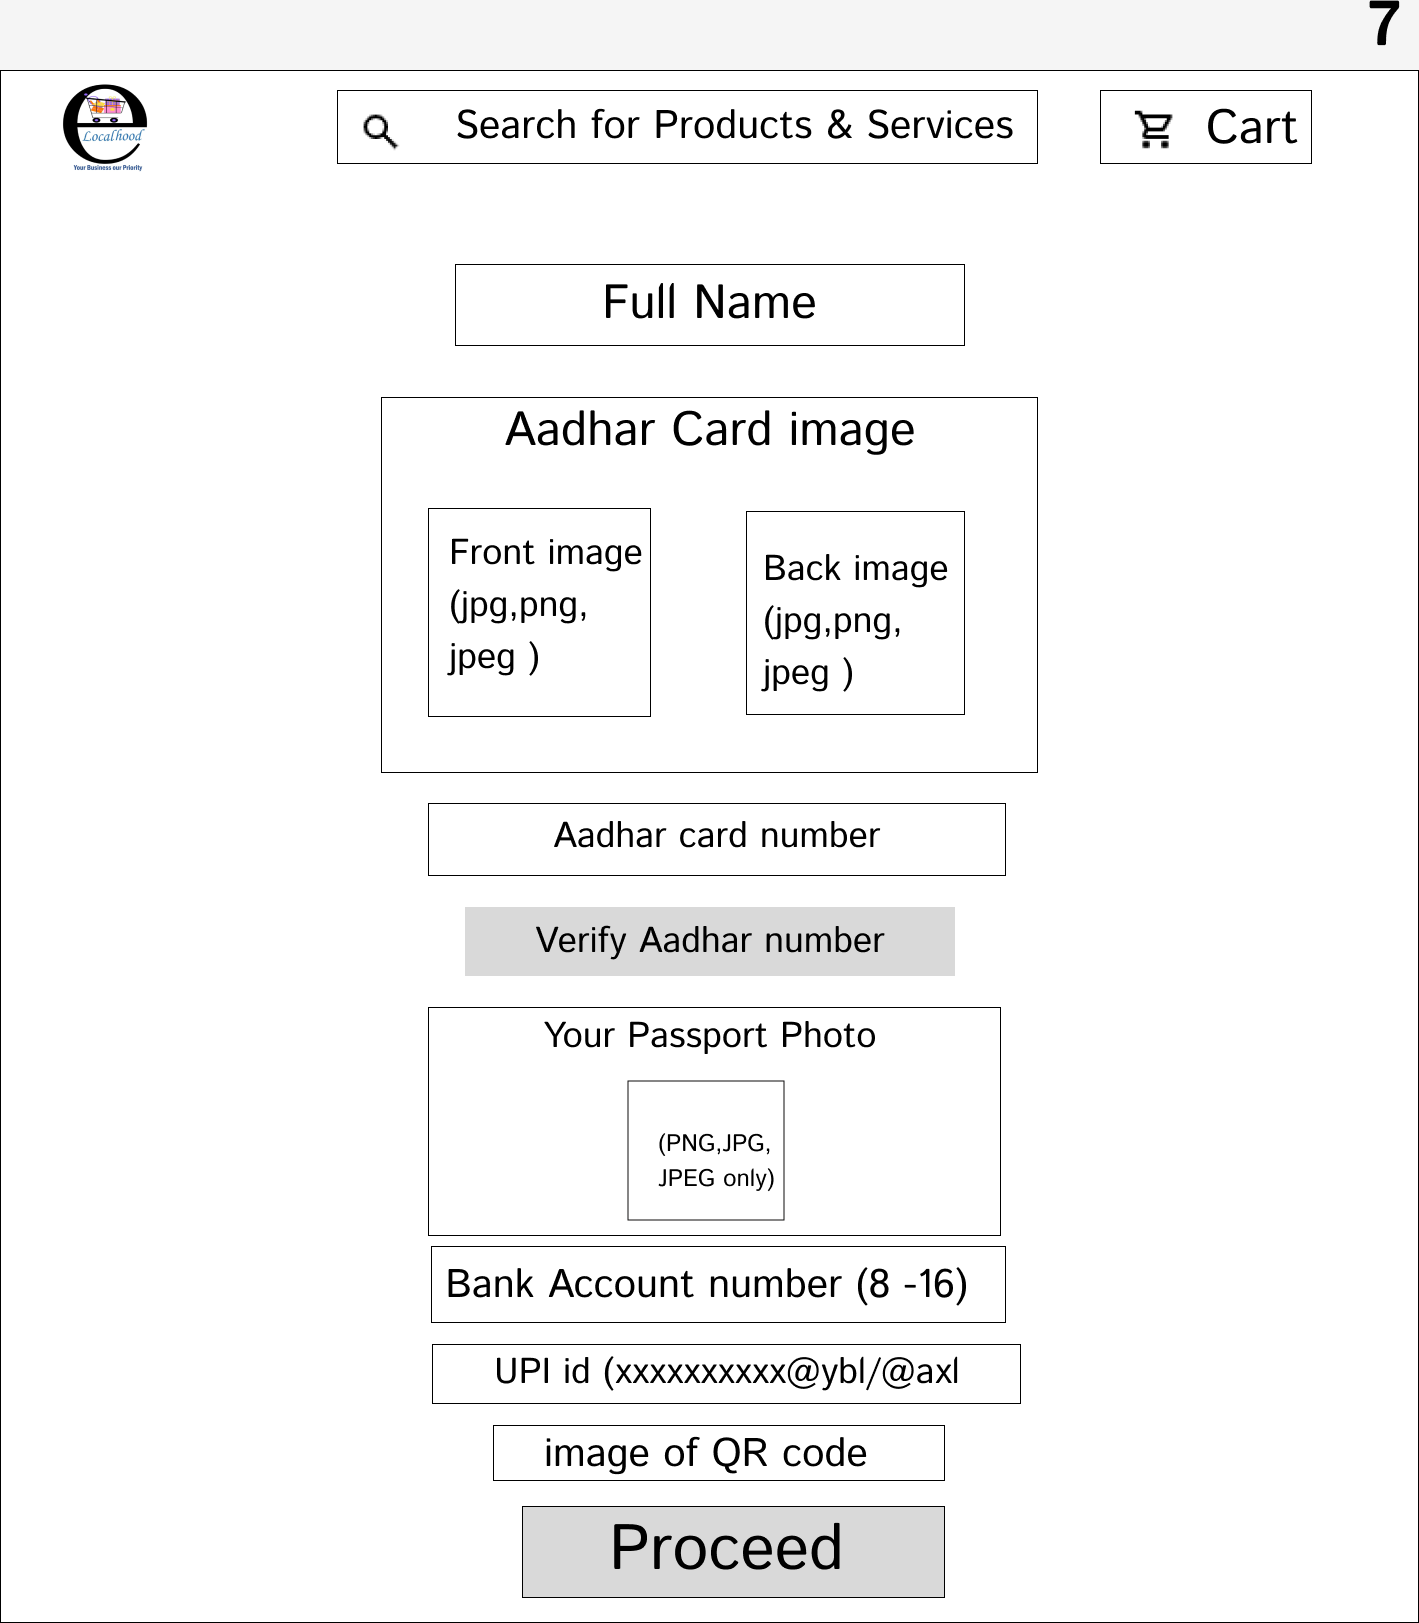 7
Localhood
Your Business our Priority
Search for Products & Services
Cart
Full Name
Aadhar Card image
Front image
(jpg,png,
jpeg )
Back image
(jpg,png,
jpeg )
Aadhar card number
Verify Aadhar number
Your Passport Photo
(PNG,JPG,
JPEG only)
Bank Account number (8 -16)
UPI id (xxxxxxxxxx@ybl/@axl
image of QR code
Proceed